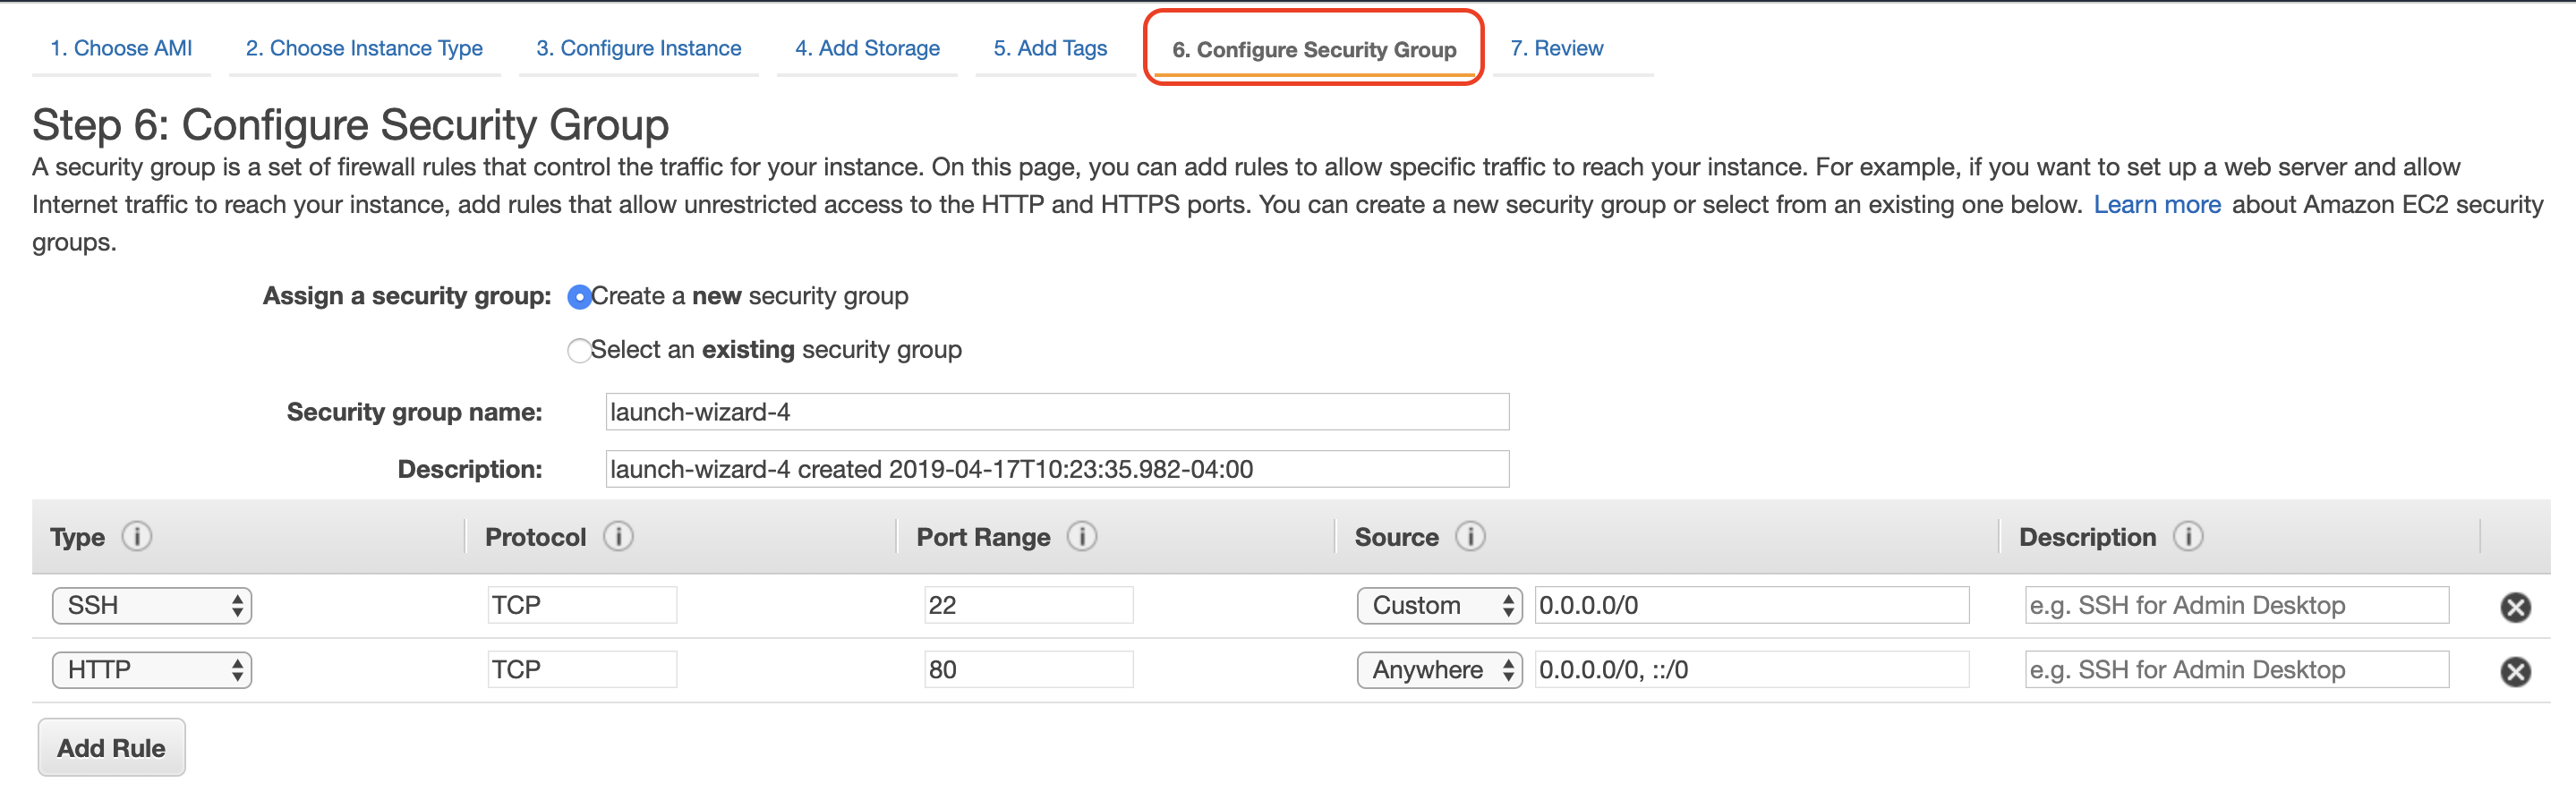 1. Choose AMI 2. Choose Instance Type 3. Configure Instance 4. Add Storage 5. Add Tags 6. Configure Security Group 7. Review
Step 6: Configure Security Group
A security group is a set of firewall rules that control the traffic for your instance. On this page, you can add rules to allow specific traffic to reach your instance. For example, if you want to set up a web server and allow
Internet traffic to reach your instance, add rules that allow unrestricted access to the HTTP and HTTPS ports. You can create a new security group or select from an existing one below. Learn more about Amazon EC2 security
groups.
Assign a security group: Create a new security group
Select an existing security group
Security group name: launch-wizard-4
Description: launch-wizard-4 created 2019-04-17T10:23:35.982-04:00
Type i Protocol i Port Range i Source i Description i
SSH TCP 22 Custom 0.0.0.0/0 e.g. SSH for Admin Desktop
HTTP TCP 80 Anywhere 0.0.0.0/0, ::/0 e.g. SSH for Admin Desktop
Add Rule